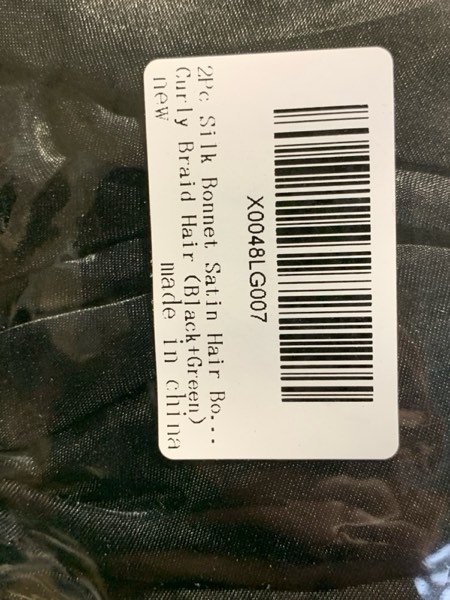 X0048LG007
2Pc Silk Bonnet Satin Hair Bo...
Curly Braid Hair (Black+Green)
new made in china